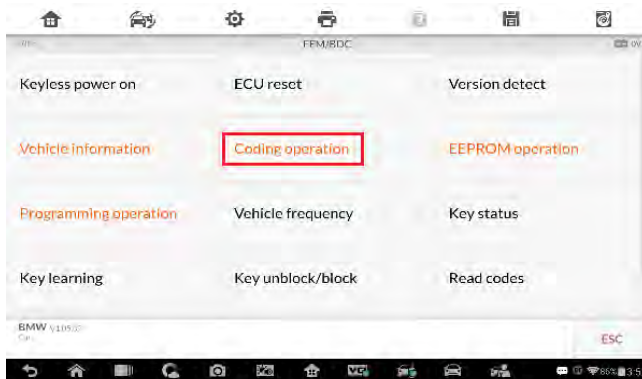 FEM/BDC
Keyless power on ECU reset Version detect
Vehicle information Coding operation EEPROM operation
Programming operation Vehicle frequency Key status
Key learning Key unblock/block Read codes
BMW
ESC